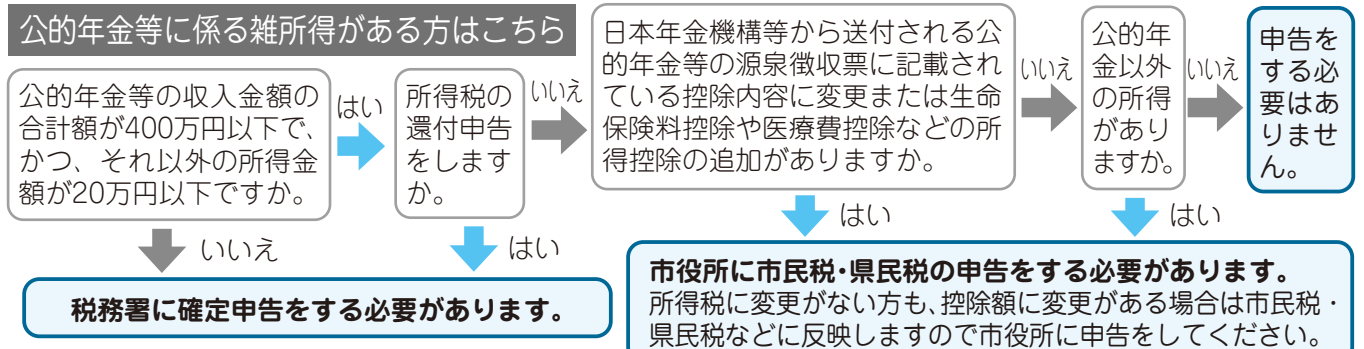 公的年金等に係る雑所得がある方はこちら
公的年金等の収入金額の
合計額が400万円以下で、
かつ、それ以外の所得金
額が20万円以下ですか。
はい
いいえ
所得税の
還付申告
をします
か。
いいえ
はい
税務署に確定申告をする必要があります。
日本年金機構等から送付される公
的年金等の源泉徴収票に記載され
ている控除内容に変更または生命
保険料控除や医療費控除などの所
得控除の追加がありますか。
いいえ
はい
公的年
金以外
の所得
があり
ますか。
いいえ
はい
申告を
する必
要はあ
りませ
ん。
市役所に市民税・県民税の申告をする必要があります。
所得税に変更がない方も、控除額に変更がある場合は市民税・
県民税などに反映しますので市役所に申告をしてください。